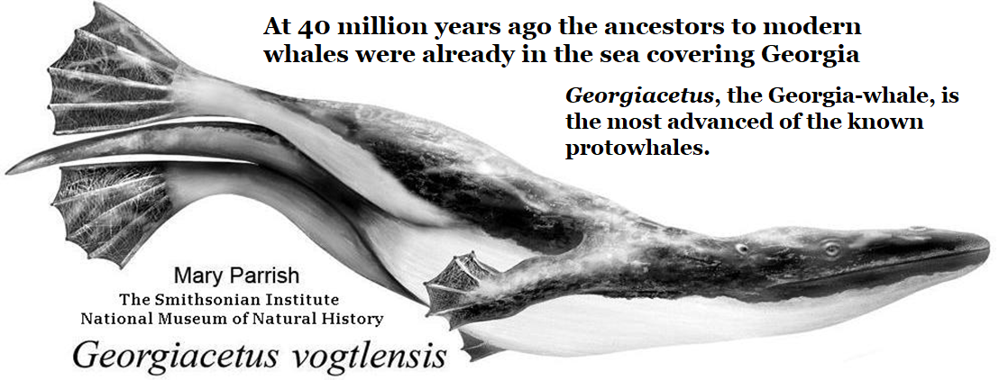 At 40 million years ago the ancestors to modern
whales were already in the sea covering Georgia
Georgiacetus, the Georgia-whale, is
the most advanced of the known
protowhales.
Mary Parrish
The Smithsonian Institute
National Museum of Natural History
Georgiacetus vogtlensis